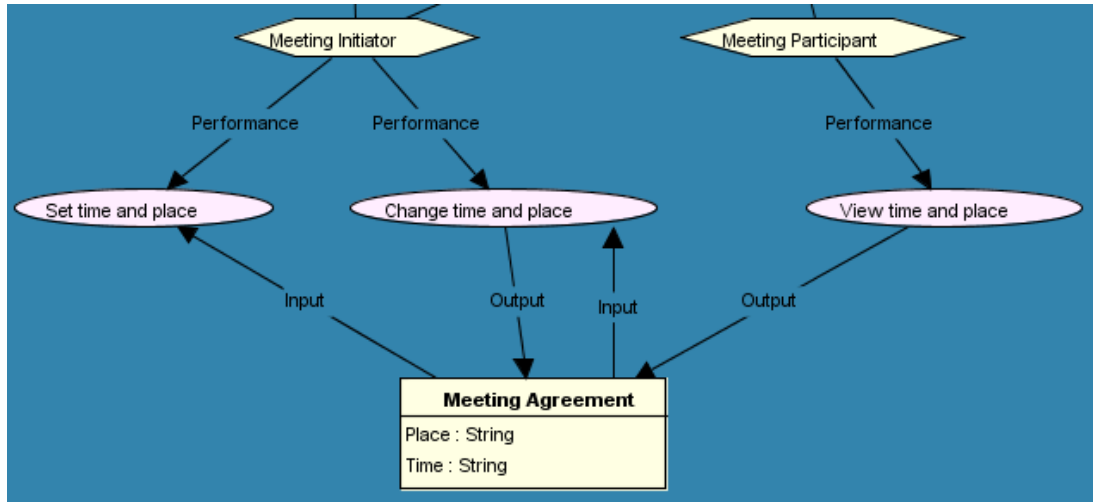 Meeting Initiator
Meeting Participant
Performance
Performance
Performance
Set time and place
Change time and place
View time and place
Input
Output
Input
Output
Meeting Agreement
Place : String
Time : String